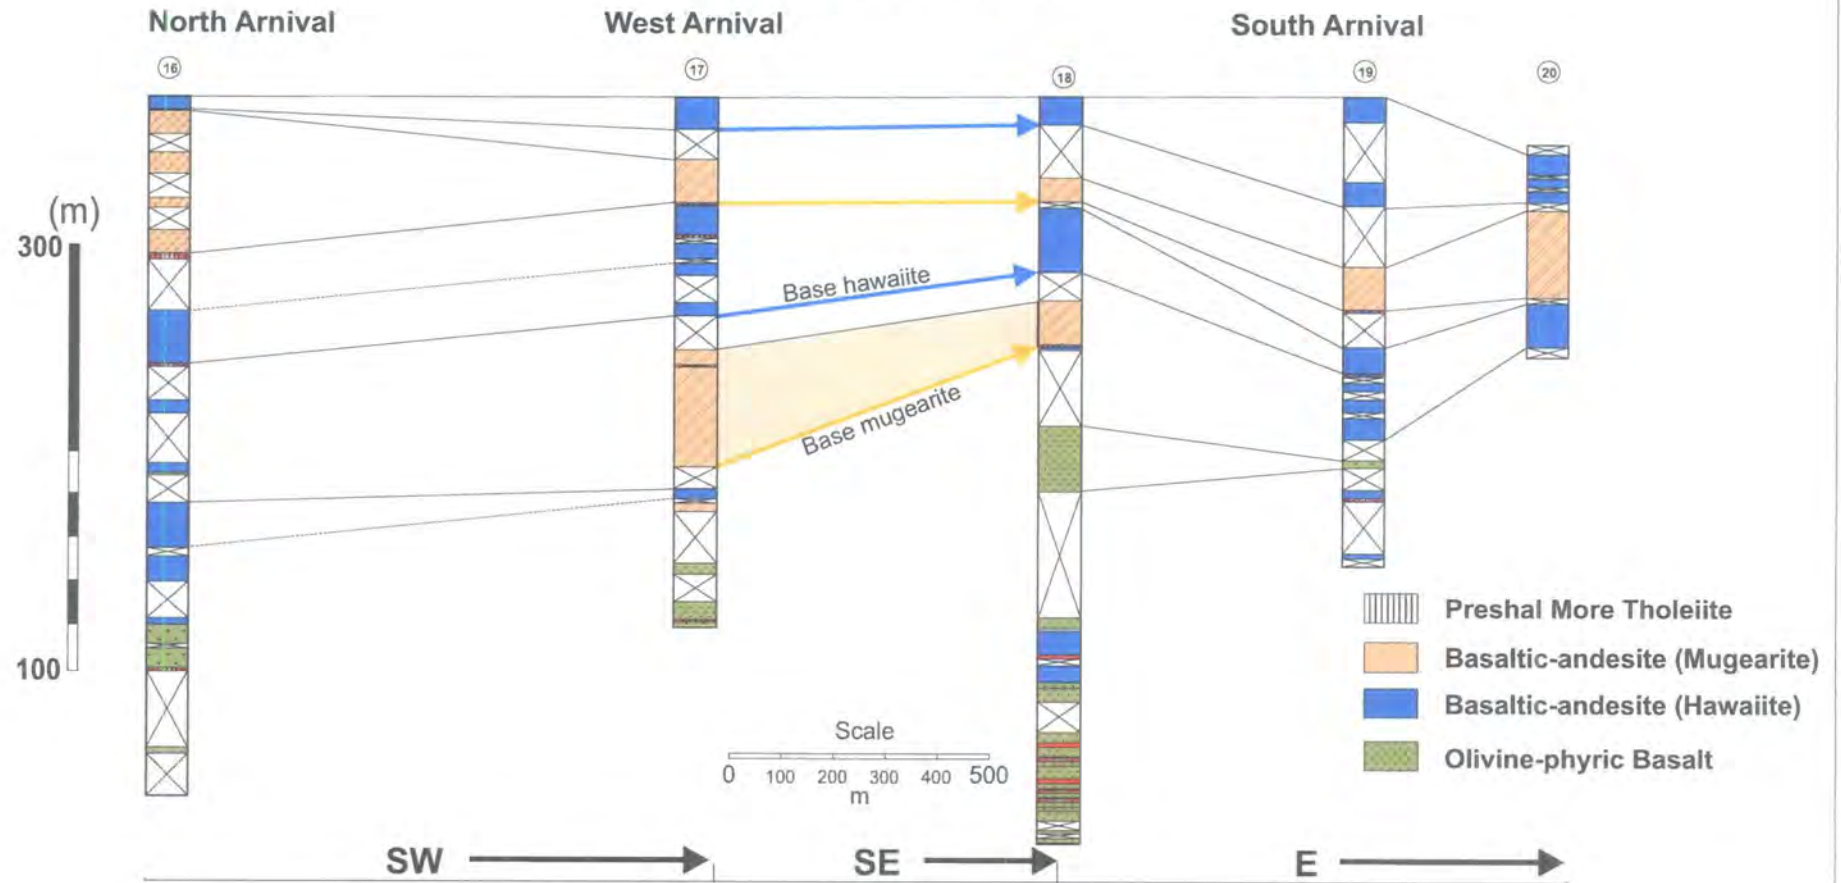 North Arnival
West Arnival
South Arnival
16
17
18
19
20
(m)
300
Base hawaiite
Base mugearite
100
Preshal More Tholeiite
Basaltic-andesite (Mugearite)
Basaltic-andesite (Hawaiite)
Olivine-phyric Basalt
Scale
0 100 200 300 400 500
m
SW
SE
E